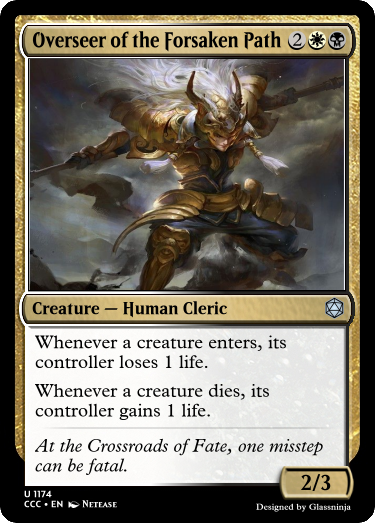 Overseer of the Forsaken Path 2
Creature — Human Cleric
Whenever a creature enters, its
controller loses 1 life.
Whenever a creature dies, its
controller gains 1 life.
At the Crossroads of Fate, one misstep
can be fatal.
2/3
U 1174
CCC • EN NETEASE
Designed by Glassninja